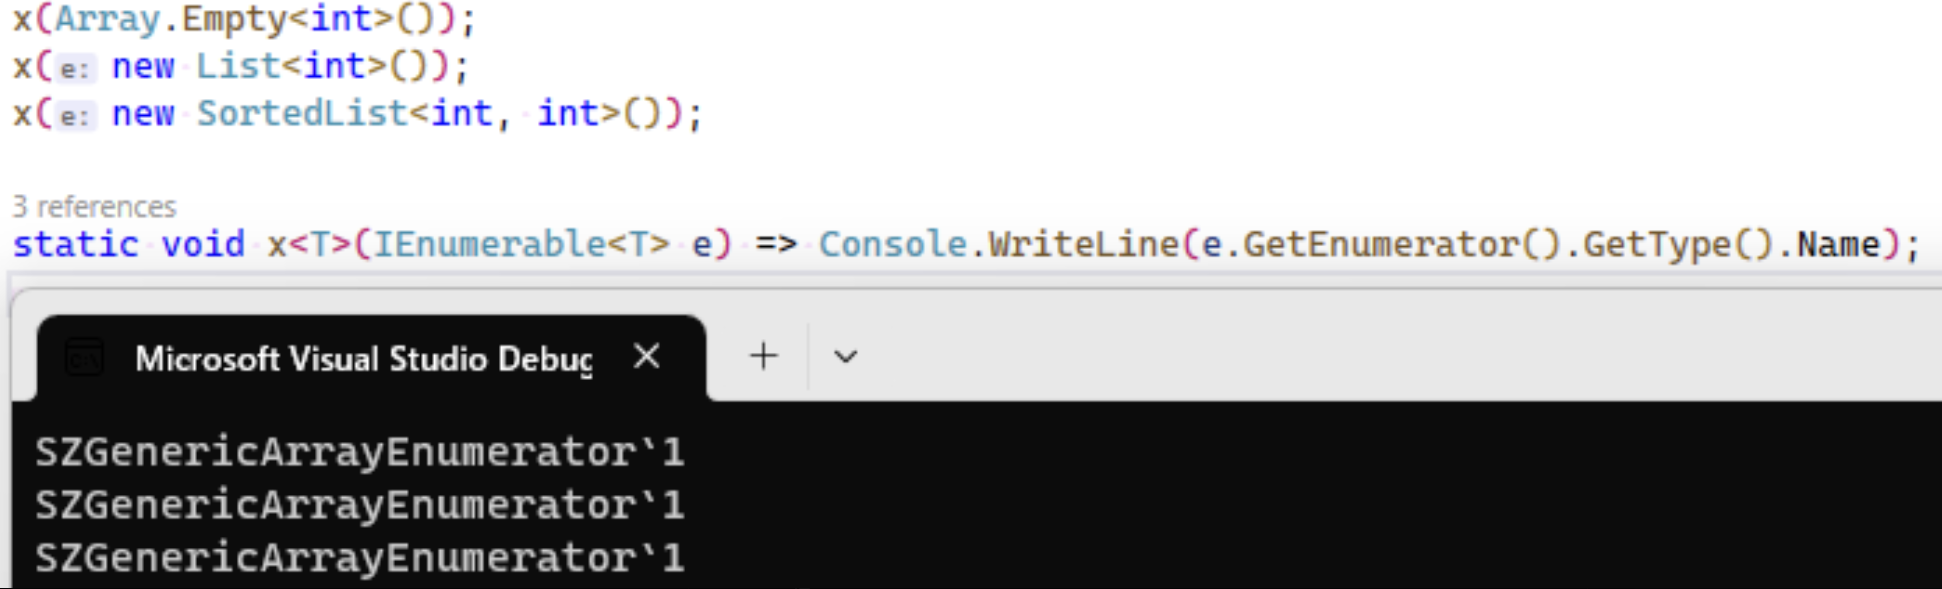 x(Array.Empty<int>());
x(e: new List<int>());
x(e: new SortedList<int, int>());
3 references
static void x<T>(IEnumerable<T> e) => Console.WriteLine(e.GetEnumerator().GetType().Name);
Microsoft Visual Studio Debug
SZGenericArrayEnumerator`1
SZGenericArrayEnumerator`1
SZGenericArrayEnumerator`1